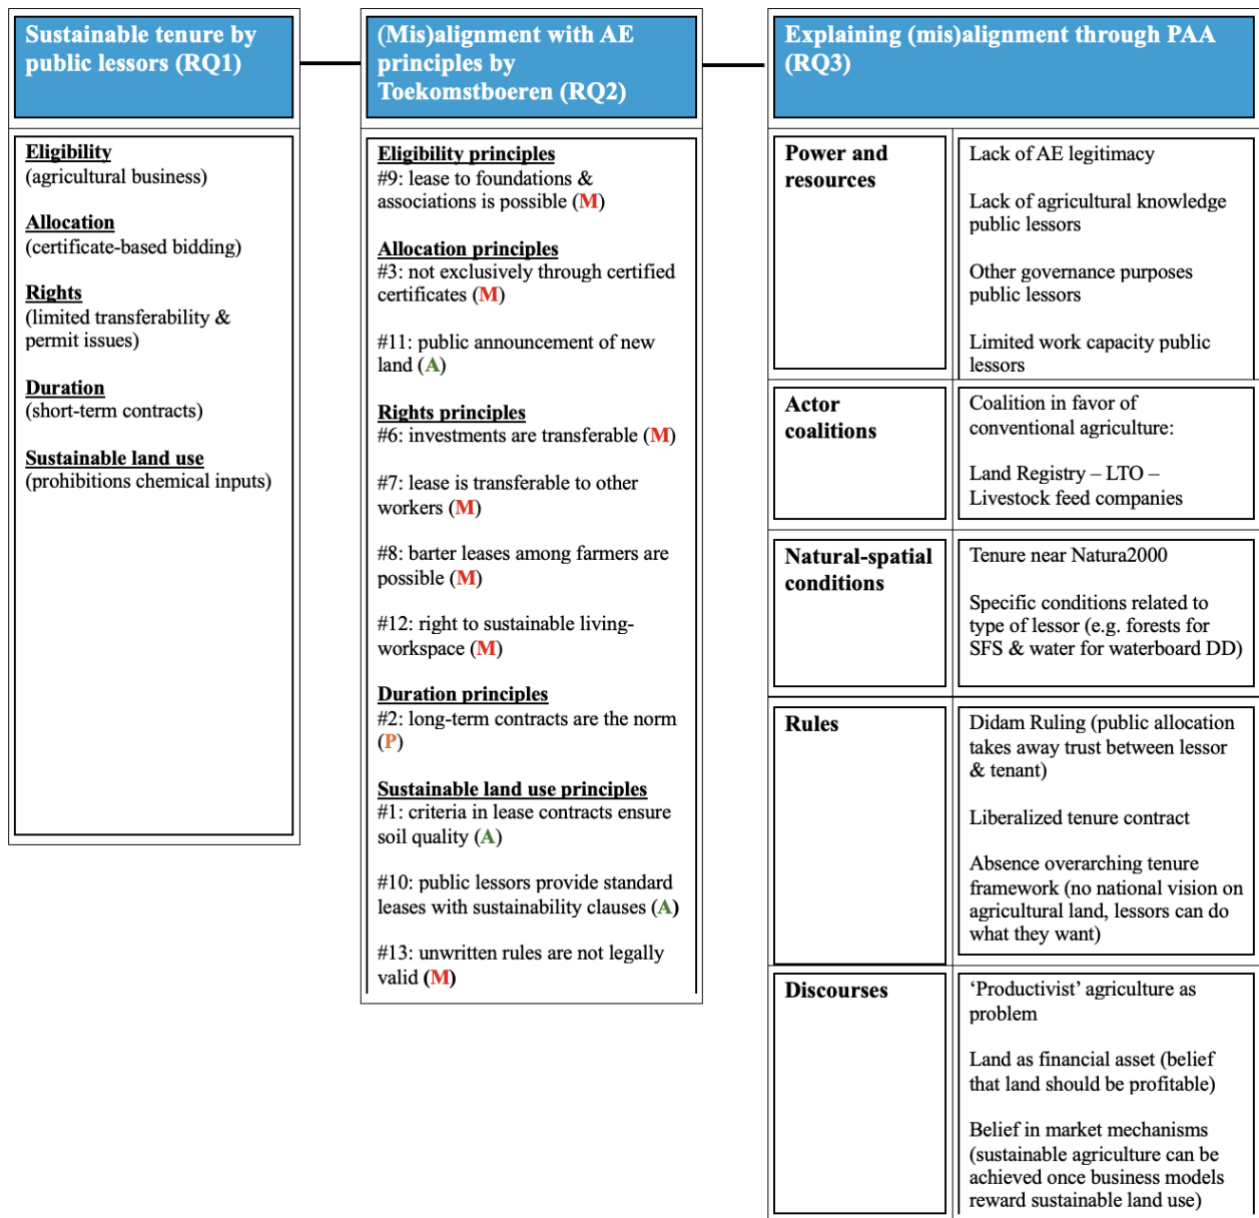 Sustainable tenure by
public lessors (RQ1)
Eligibility
(agricultural business)
Allocation
(certificate-based bidding)
Rights
(limited transferability &
permit issues)
Duration
(short-term contracts)
Sustainable land use
(prohibitions chemical inputs)
(Mis)alignment with AE
principles by
Toekomstboeren (RQ2)
Eligibility principles
#9: lease to foundations &
associations is possible (M)
Allocation principles
#3: not exclusively through certified
certificates (M)
#11: public announcement of new
land (A)
Rights principles
#6: investments are transferable (M)
#7: lease is transferable to other
workers (M)
#8: barter leases among farmers are
possible (M)
#12: right to sustainable living-
workspace (M)
Duration principles
#2: long-term contracts are the norm
(P)
Sustainable land use principles
#1: criteria in lease contracts ensure
soil quality (A)
#10: public lessors provide standard
leases with sustainability clauses (A)
#13: unwritten rules are not legally
valid (M)
Explaining (mis)alignment through PAA
(RQ3)
Power and
resources
Lack of AE legitimacy
Lack of agricultural knowledge
public lessors
Other governance purposes
public lessors
Limited work capacity public
lessors
Actor
coalitions
Coalition in favor of
conventional agriculture:
Land Registry – LTO –
Livestock feed companies
Natural-spatial
conditions
Tenure near Natura2000
Specific conditions related to
type of lessor (e.g. forests for
SFS & water for waterboard DD)
Rules
Didam Ruling (public allocation
takes away trust between lessor
& tenant)
Liberalized tenure contract
Absence overarching tenure
framework (no national vision on
agricultural land, lessors can do
what they want)
Discourses
‘Productivist’ agriculture as
problem
Land as financial asset (belief
that land should be profitable)
Belief in market mechanisms
(sustainable agriculture can be
achieved once business models
reward sustainable land use)